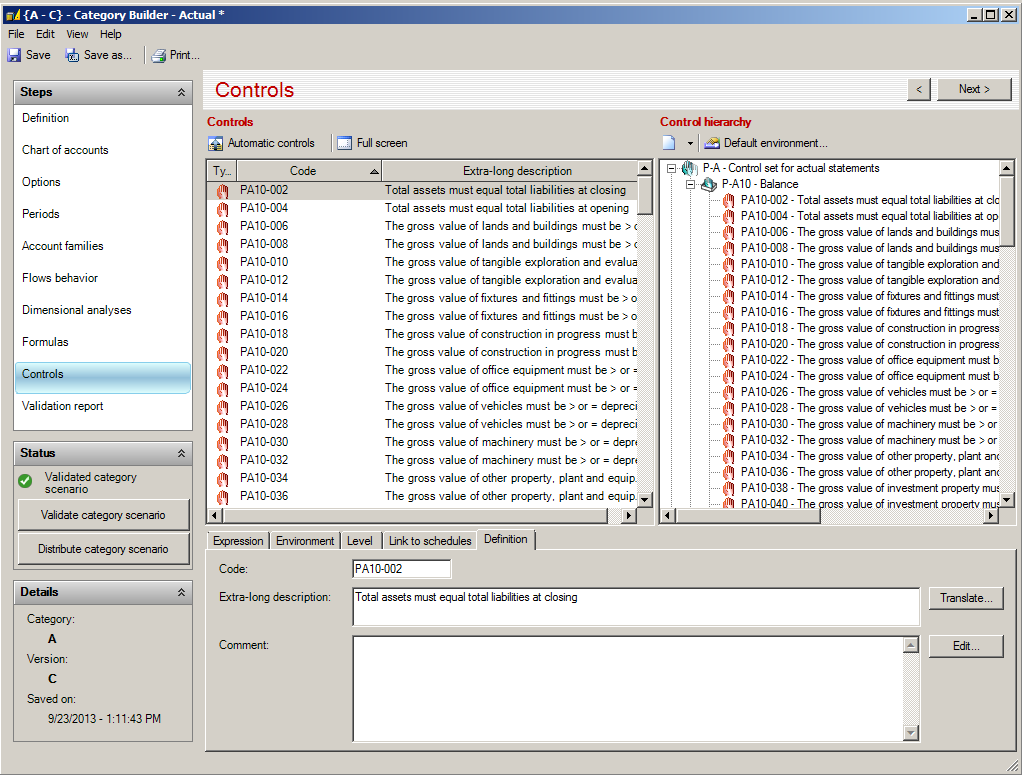 {A - C} - Category Builder - Actual *
File Edit View Help
Save Save as... Print...
Steps
Definition
Chart of accounts
Options
Periods
Account families
Flows behavior
Dimensional analyses
Formulas
Controls
Validation report
Status
Validated category
scenario
Validate category scenario
Distribute category scenario
Details
Category:
A
Version:
C
Saved on:
9/23/2013 - 1:11:43 PM
Controls
< Next >
Controls
Automatic controls Full screen
Ty... Code Extra-long description
PA10-002 Total assets must equal total liabilities at closing
PA10-004 Total assets must equal total liabilities at opening
PA10-006 The gross value of lands and buildings must be > o
PA10-008 The gross value of lands and buildings must be > o
PA10-010 The gross value of tangible exploration and evalua
PA10-012 The gross value of tangible exploration and evalua
PA10-014 The gross value of fixtures and fittings must be > o
PA10-016 The gross value of fixtures and fittings must be > o
PA10-018 The gross value of construction in progress must b
PA10-020 The gross value of construction in progress must b
PA10-022 The gross value of office equipment must be > or =
PA10-024 The gross value of office equipment must be > or =
PA10-026 The gross value of vehicles must be > or = depreci
PA10-028 The gross value of vehicles must be > or = depreci
PA10-030 The gross value of machinery must be > or = depre
PA10-032 The gross value of machinery must be > or = depre
PA10-034 The gross value of other property, plant and equip.
PA10-036 The gross value of other property, plant and equip.
Control hierarchy
Default environment...
P-A - Control set for actual statements
P-A10 - Balance
PA10-002 - Total assets must equal total liabilities at clo
PA10-004 - Total assets must equal total liabilities at op
PA10-006 - The gross value of lands and buildings mus
PA10-008 - The gross value of lands and buildings mus
PA10-010 - The gross value of tangible exploration and
PA10-012 - The gross value of tangible exploration and
PA10-014 - The gross value of fixtures and fittings must
PA10-016 - The gross value of fixtures and fittings must
PA10-018 - The gross value of construction in progress
PA10-020 - The gross value of construction in progress
PA10-022 - The gross value of office equipment must b
PA10-024 - The gross value of office equipment must b
PA10-026 - The gross value of vehicles must be > or =
PA10-028 - The gross value of vehicles must be > or =
PA10-030 - The gross value of machinery must be > or
PA10-032 - The gross value of machinery must be > or
PA10-034 - The gross value of other property, plant and
PA10-036 - The gross value of other property, plant and
PA10-038 - The gross value of investment property mus
PA10-040 - The gross value of investment property mus
Expression Environment Level Link to schedules Definition
Code: PA10-002
Extra-long description: Total assets must equal total liabilities at closing Translate...
Comment: Edit...